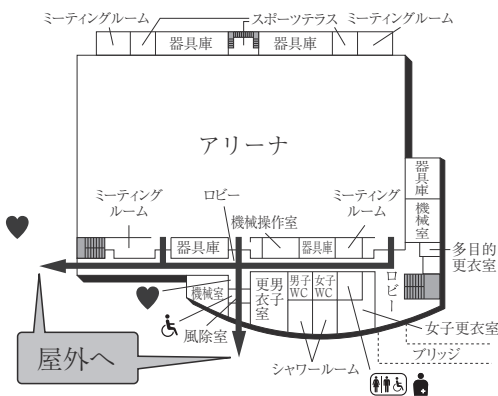 ミーティングルーム
スポーツテラス
ミーティングルーム
器具庫
器具庫
アリーナ
器具庫
機械室
ミーティング
ルーム
ロビー
ミーティング
ルーム
機械操作室
器具庫
器具庫
多目的
更衣室
機械室
男子
更衣室
男子
WC
女子
WC
ロビー
風除室
女子更衣室
シャワールーム
ブリッジ
屋外へ